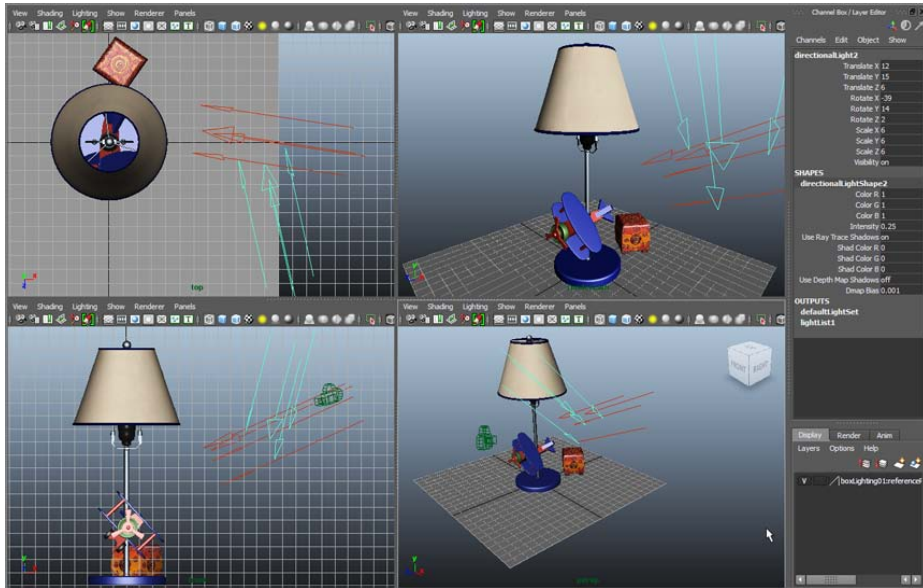 Channel Box / Layer Editor
View Shading Lighting Show Renderer Panels
View Shading Lighting Show Renderer Panels
Channels Edit Object Show
directionalLight2
Translate X 12
Translate Y 15
Translate Z 6
Rotate X -39
Rotate Y 14
Rotate Z 2
Scale X 6
Scale Y 6
Scale Z 6
Visibility on
SHAPES
directionalLightShape2
Color R 1
Color G 1
Color B 1
Intensity 0.25
Use Ray Trace Shadows on
Shad Color R 0
Shad Color G 0
Shad Color B 0
Use Depth Map Shadows off
Dmap Bias 0.001
OUTPUTS
defaultLightSet
lightList1
top
View Shading Lighting Show Renderer Panels
View Shading Lighting Show Renderer Panels
FRONT RIGHT
Display Render Anim
Layers Options Help
V boxLighting01:reference